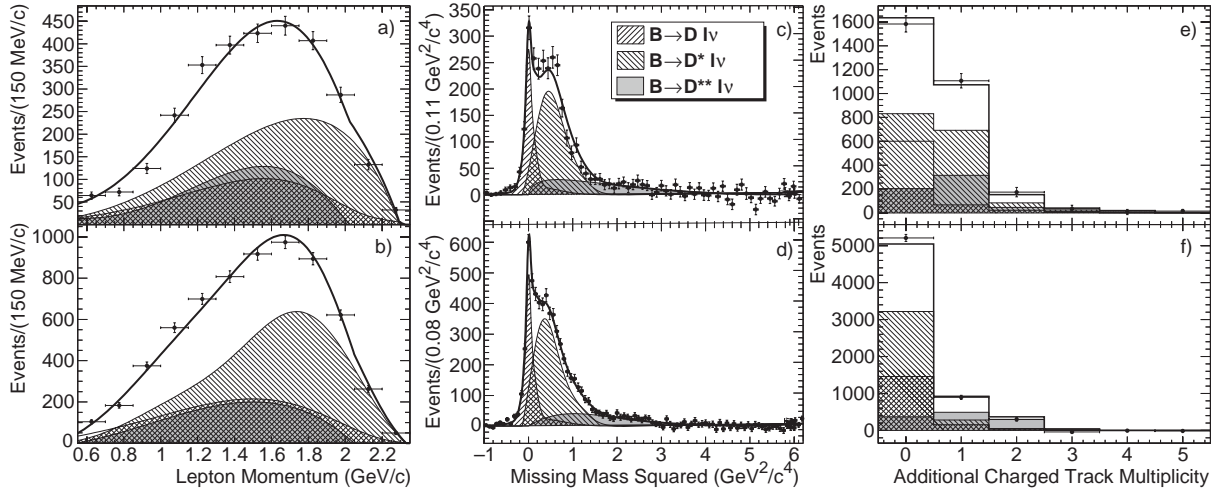 Events/(150 MeV/c)
450
400
350
300
250
200
150
100
50
a)
Events/(150 MeV/c)
1000
800
600
400
200
0
b)
0.6 0.8 1 1.2 1.4 1.6 1.8 2 2.2
Lepton Momentum (GeV/c)
Events/(0.11 GeV²/c⁴)
350
300
250
200
150
100
50
0
c)
B→D lν
B→D* lν
B→D** lν
Events/(0.08 GeV²/c⁴)
600
500
400
300
200
100
0
d)
−1 0 1 2 3 4 5 6
Missing Mass Squared (GeV²/c⁴)
Events
1600
1400
1200
1000
800
600
400
200
0
e)
Events
5000
4000
3000
2000
1000
0
f)
0 1 2 3 4 5
Additional Charged Track Multiplicity